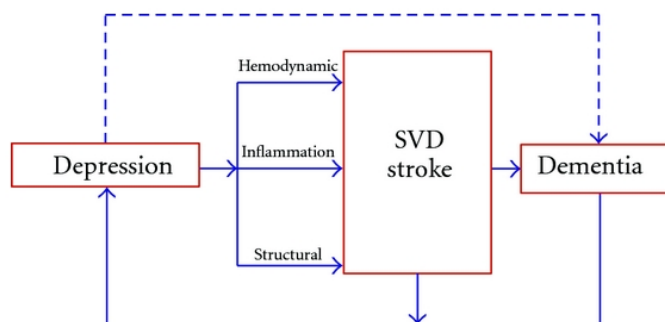 Hemodynamic
Depression
Inflammation
SVD
stroke
Dementia
Structural